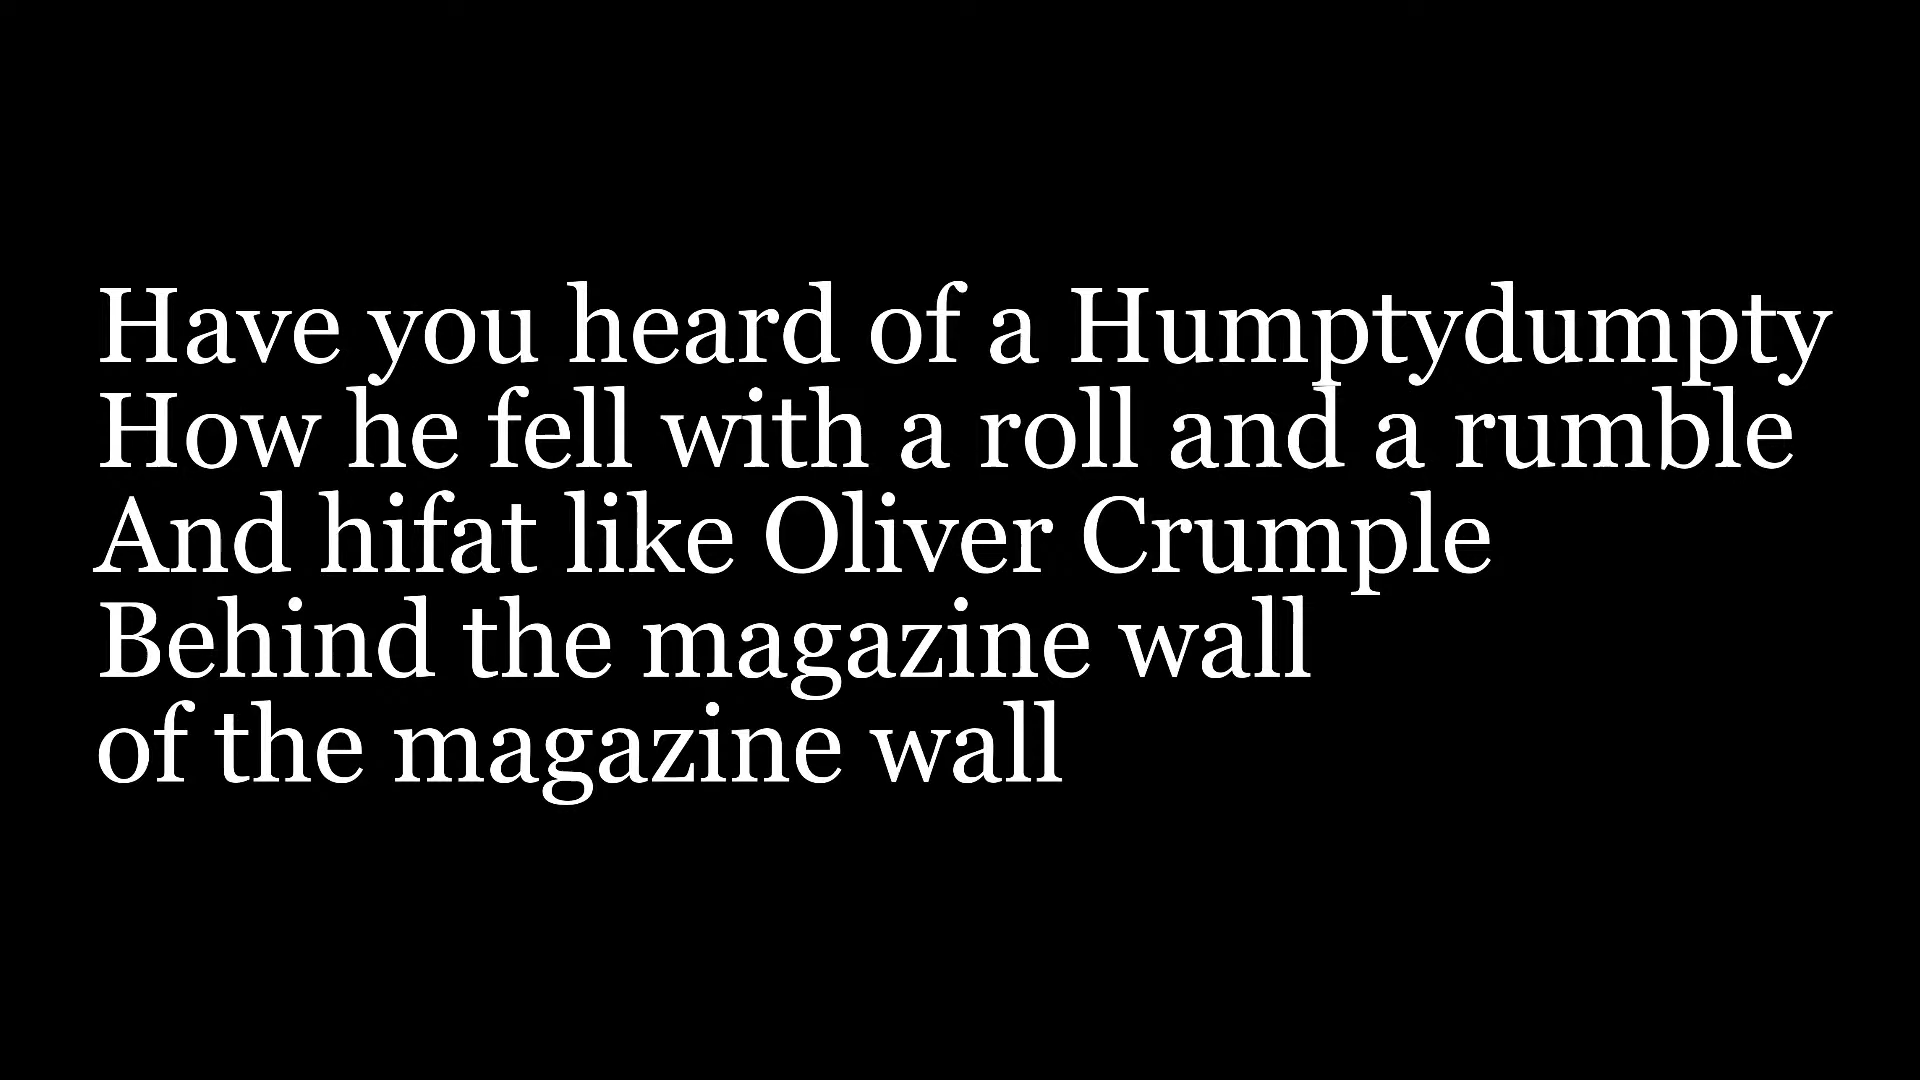 Have you heard of a Humptydumpty
How he fell with a roll and a rumble
And hifat like Oliver Crumple
Behind the magazine wall
of the magazine wall